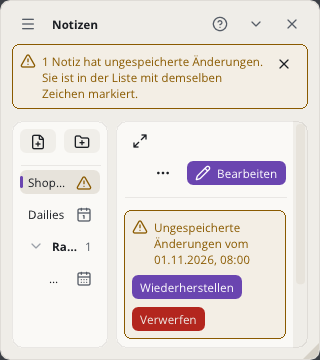 Notizen
1 Notiz hat ungespeicherte Änderungen.
Sie ist in der Liste mit demselben
Zeichen markiert.
Shop...
Dailies
Ra... 1
...
Bearbeiten
Ungespeicherte
Änderungen vom
01.11.2026, 08:00
Wiederherstellen
Verwerfen